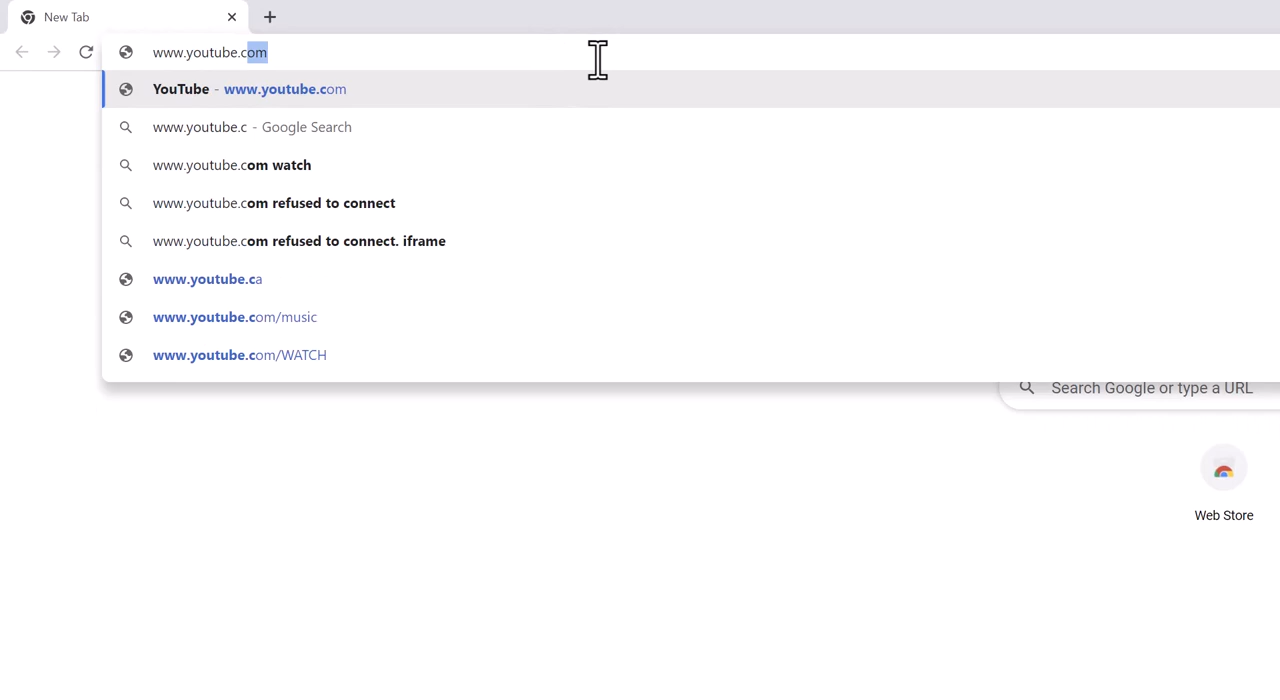 New Tab
www.youtube.com
YouTube - www.youtube.com
www.youtube.c - Google Search
www.youtube.com watch
www.youtube.com refused to connect
www.youtube.com refused to connect. iframe
www.youtube.ca
www.youtube.com/music
www.youtube.com/WATCH
Search Google or type a URL
Web Store